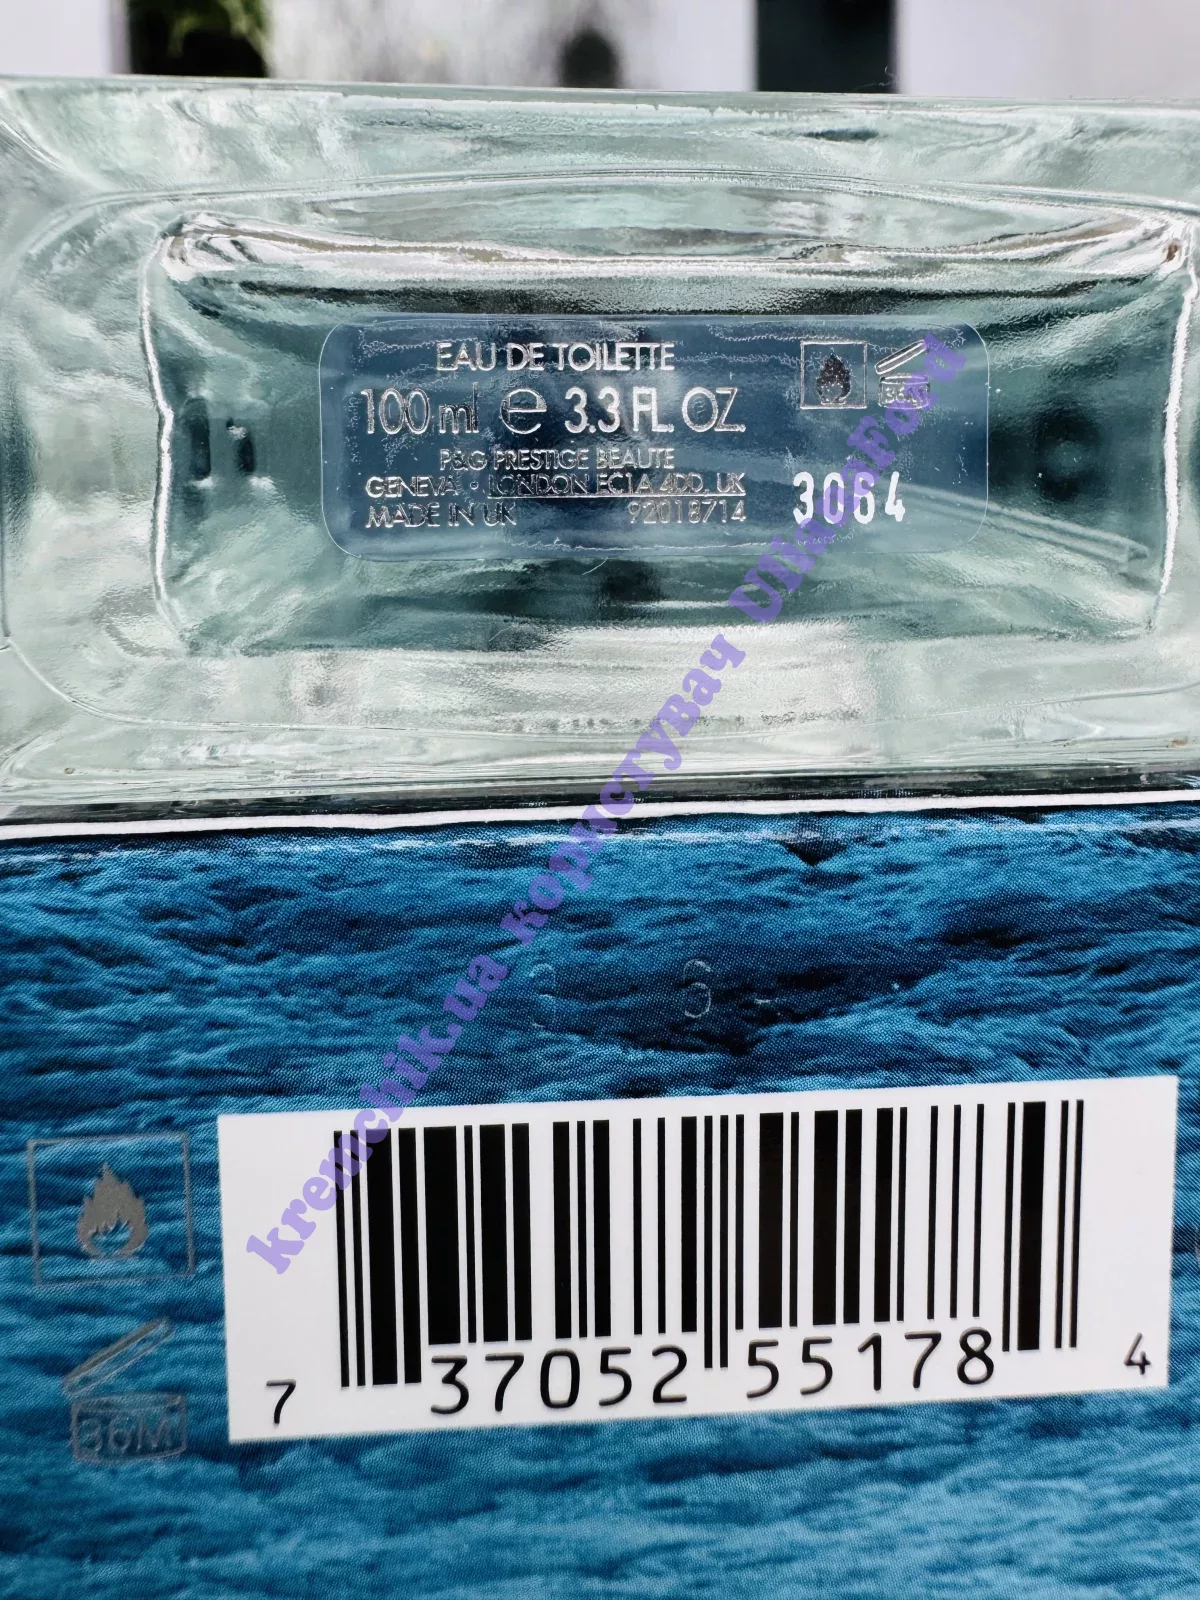 EAU DE TOILETTE
100 ml e 3.3 FL. OZ.
P&G PRESTIGE BEAUTE
GENEVA • LONDON EC1A 4DD, UK
MADE IN UK 92018714
36M
3064
kremchik.ua користувач UlianaFord
7 37052 55178 4
36M